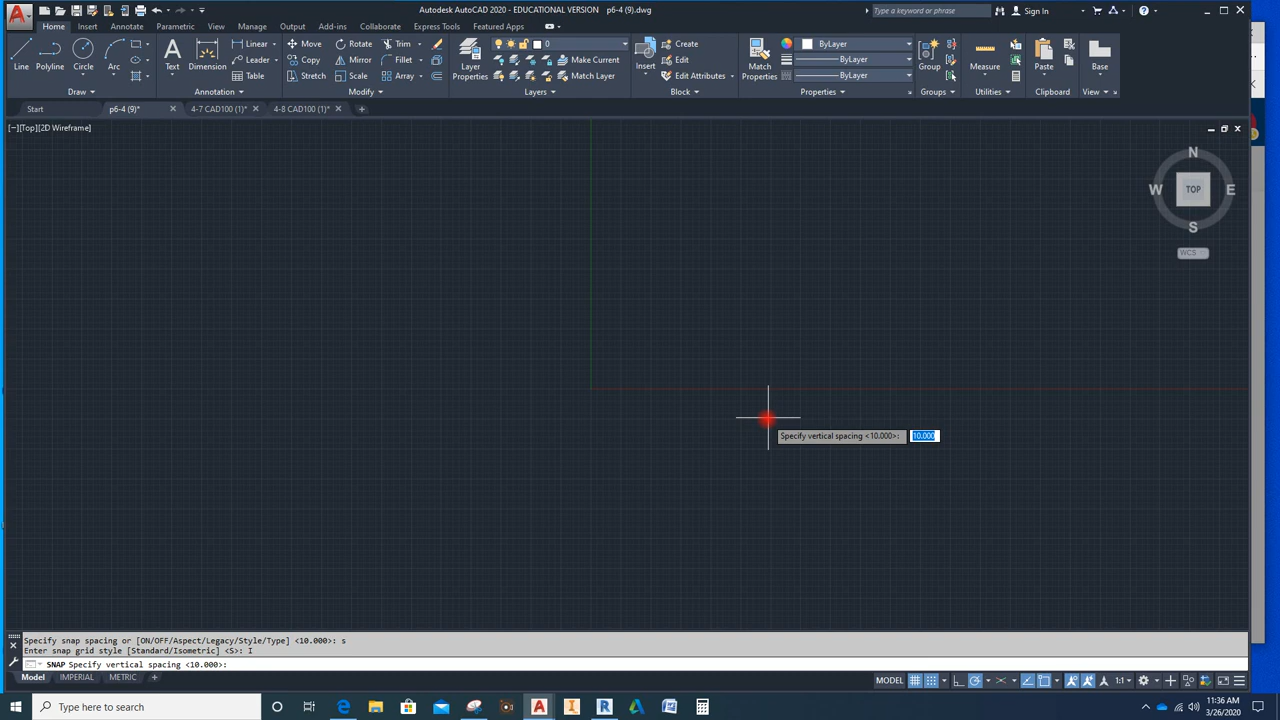 Autodesk AutoCAD 2020 - EDUCATIONAL VERSION p6-4 (9).dwg
Type a keyword or phrase
Sign In
Home Insert Annotate Parametric View Manage Output Add-ins Collaborate Express Tools Featured Apps
Line Polyline Circle Arc
Draw
Text Dimension
Linear
Leader
Table
Annotation
Move Rotate Trim
Copy Mirror Fillet
Stretch Scale Array
Modify
Layer Properties
0
Make Current
Match Layer
Layers
Insert
Create
Edit
Edit Attributes
Block
Match Properties
ByLayer
ByLayer
ByLayer
Properties
Group
Groups
Measure
Utilities
Paste
Clipboard
Base
View
Start p6-4 (9)* 4-7 CAD100 (1)* 4-8 CAD100 (1)*
[−][Top][2D Wireframe]
N
W TOP E
S
WCS
Specify vertical spacing <10.000>: 10.000
Specify snap spacing or [ON/OFF/Aspect/Legacy/Style/Type] <10.000>: s
Enter snap grid style [Standard/Isometric] <S>: I
SNAP Specify vertical spacing <10.000>:
Model IMPERIAL METRIC
MODEL 1:1
Type here to search
11:36 AM
3/26/2020